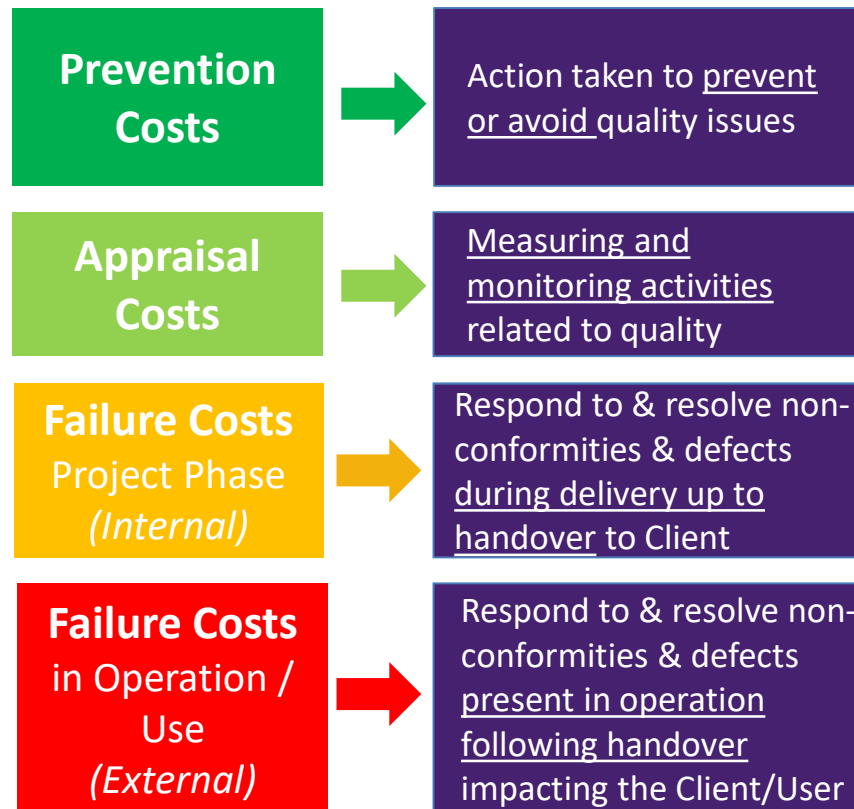 Prevention
Costs
Action taken to prevent
or avoid quality issues
Appraisal
Costs
Measuring and
monitoring activities
related to quality
Failure Costs
Project Phase
(Internal)
Respond to & resolve non-
conformities & defects
during delivery up to
handover to Client
Failure Costs
in Operation /
Use
(External)
Respond to & resolve non-
conformities & defects
present in operation
following handover
impacting the Client/User